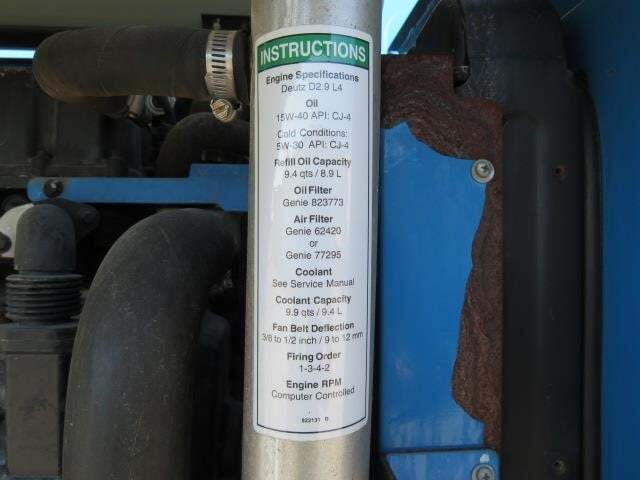 INSTRUCTIONS
Engine Specifications
Deutz D2.9 L4
Oil
15W-40 API: CJ-4
Cold Conditions:
5W-30 API: CJ-4
Refill Oil Capacity
9.4 qts / 8.9 L
Oil Filter
Genie 823773
Air Filter
Genie 62420
or
Genie 77295
Coolant
See Service Manual
Coolant Capacity
9.9 qts / 9.4 L
Fan Belt Deflection
3/8 to 1/2 inch / 9 to 12 mm
Firing Order
1-3-4-2
Engine RPM
Computer Controlled
822131